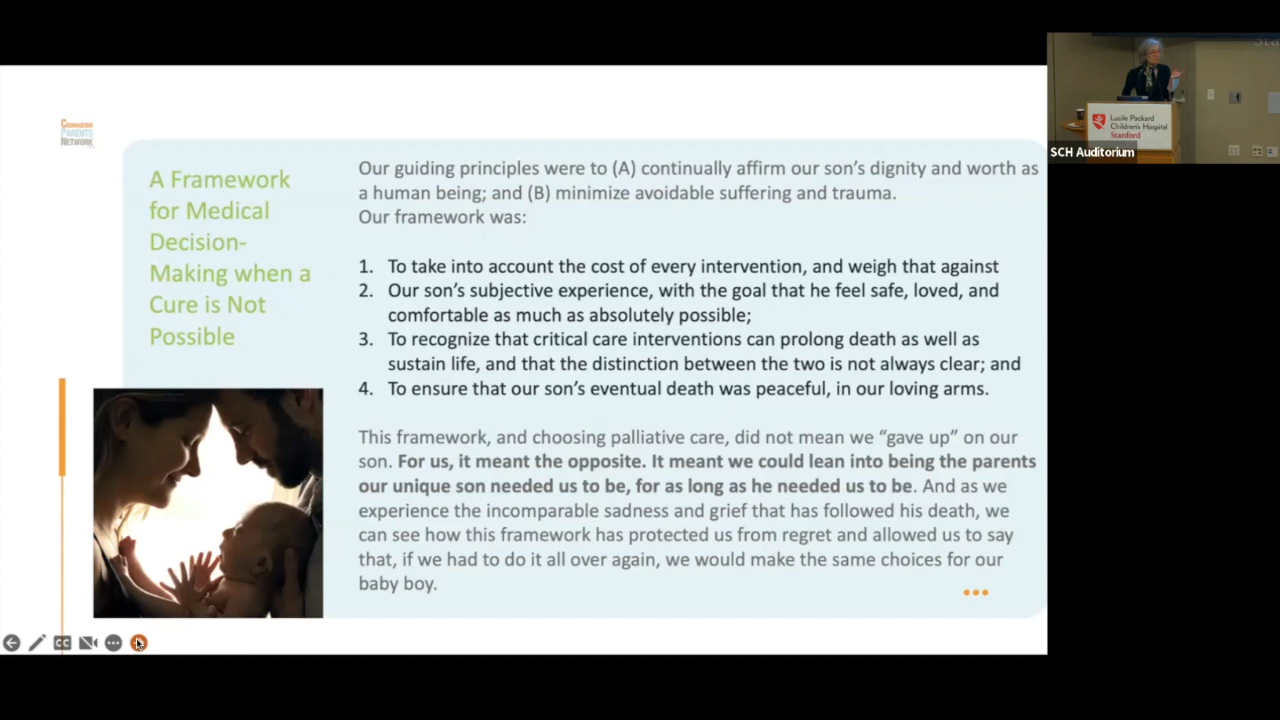 COURAGEOUS
PARENTS
NETWORK
A Framework
for Medical
Decision-
Making when a
Cure is Not
Possible
Our guiding principles were to (A) continually affirm our son’s dignity and worth as
a human being; and (B) minimize avoidable suffering and trauma.
Our framework was:
1. To take into account the cost of every intervention, and weigh that against
2. Our son’s subjective experience, with the goal that he feel safe, loved, and
comfortable as much as absolutely possible;
3. To recognize that critical care interventions can prolong death as well as
sustain life, and that the distinction between the two is not always clear; and
4. To ensure that our son’s eventual death was peaceful, in our loving arms.
This framework, and choosing palliative care, did not mean we “gave up” on our
son. For us, it meant the opposite. It meant we could lean into being the parents
our unique son needed us to be, for as long as he needed us to be. And as we
experience the incomparable sadness and grief that has followed his death, we
can see how this framework has protected us from regret and allowed us to say
that, if we had to do it all over again, we would make the same choices for our
baby boy.
CC
Lucile Packard
Children's Hospital
Stanford
SCH Auditorium